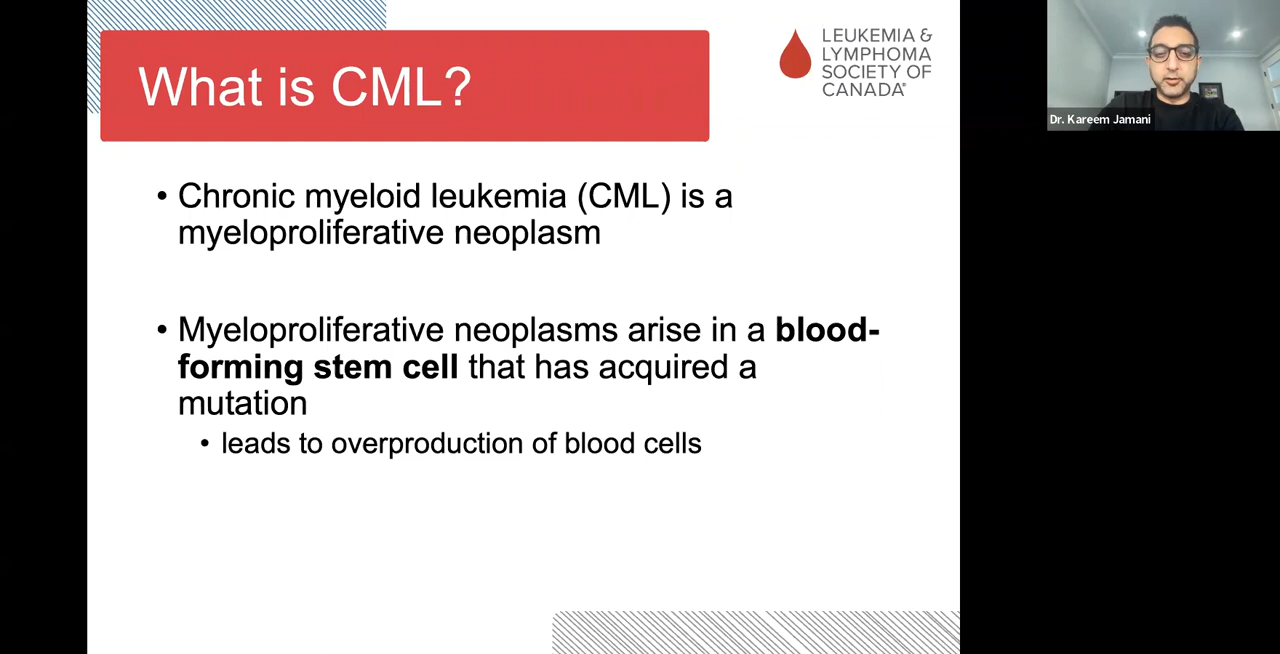 What is CML?
LEUKEMIA &
LYMPHOMA
SOCIETY OF
CANADA®
Dr. Kareem Jamani
• Chronic myeloid leukemia (CML) is a
myeloproliferative neoplasm
• Myeloproliferative neoplasms arise in a blood-
forming stem cell that has acquired a
mutation
• leads to overproduction of blood cells